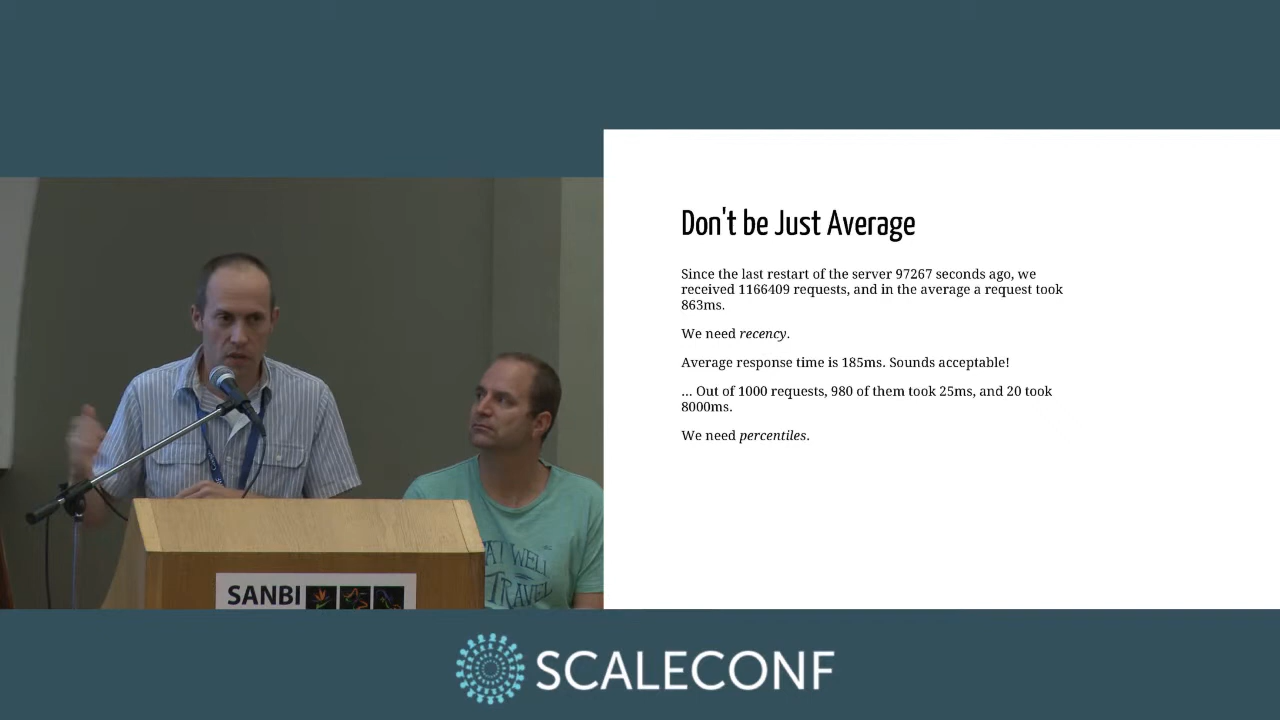 Don't be Just Average
Since the last restart of the server 97267 seconds ago, we
received 1166409 requests, and in the average a request took
863ms.
We need recency.
Average response time is 185ms. Sounds acceptable!
... Out of 1000 requests, 980 of them took 25ms, and 20 took
8000ms.
We need percentiles.
WELL
TRAVEL
SANBI
SCALECONF